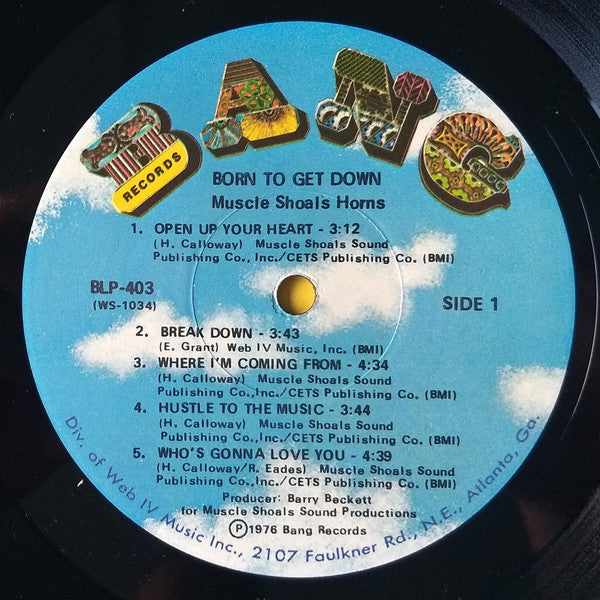 BANG
RECORDS
BORN TO GET DOWN
Muscle Shoals Horns
1. OPEN UP YOUR HEART - 3:12
(H. Calloway) Muscle Shoals Sound
Publishing Co., Inc./CETS Publishing Co. (BMI)
BLP-403
(WS-1034)
SIDE 1
2. BREAK DOWN - 3:43
(E. Grant) Web IV Music, Inc. (BMI)
3. WHERE I'M COMING FROM - 4:34
(H. Calloway) Muscle Shoals Sound
Publishing Co.,Inc./CETS Publishing Co. (BMI)
4. HUSTLE TO THE MUSIC - 3:44
(H. Calloway) Muscle Shoals Sound
Publishing Co.,Inc./CETS Publishing Co. (BMI)
5. WHO'S GONNA LOVE YOU - 4:39
(H. Calloway/R. Eades) Muscle Shoals Sound
Publishing Co.,Inc./CETS Publishing Co. (BMI)
Producer: Barry Beckett
for Muscle Shoals Sound Productions
℗1976 Bang Records
Div. of Web IV Music Inc., 2107 Faulkner Rd., N.E., Atlanta, Ga.